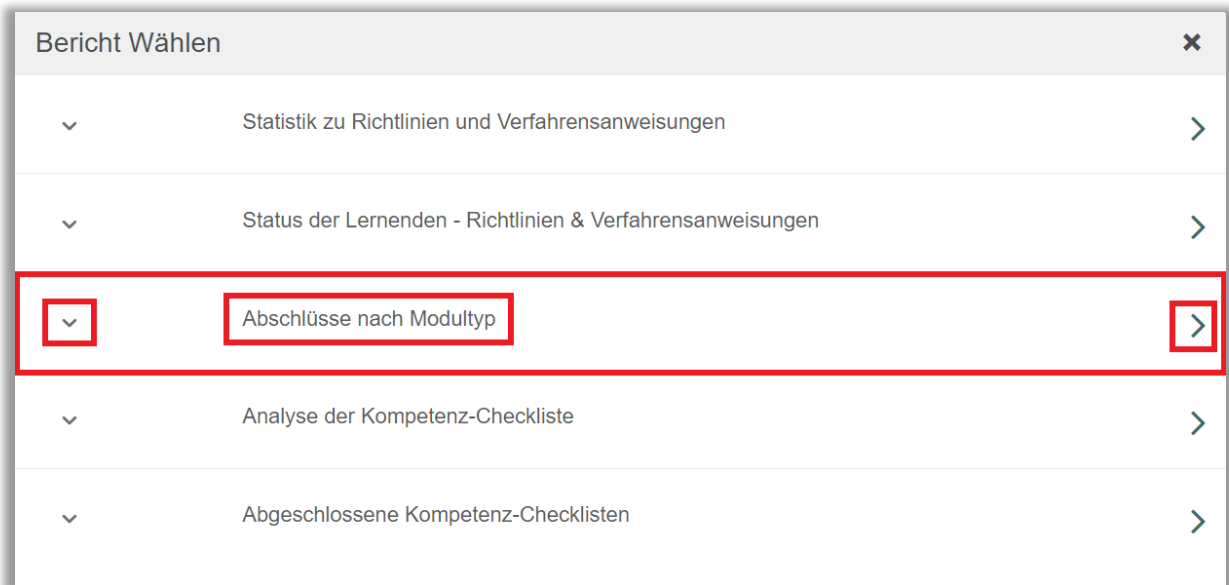 Bericht Wählen
Statistik zu Richtlinien und Verfahrensanweisungen
Status der Lernenden - Richtlinien & Verfahrensanweisungen
Abschlüsse nach Modultyp
Analyse der Kompetenz-Checkliste
Abgeschlossene Kompetenz-Checklisten